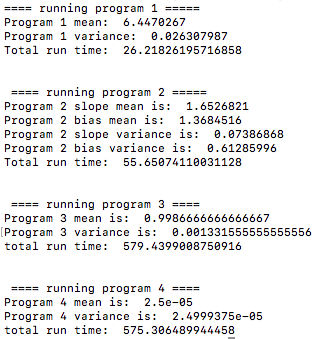 ==== running program 1 =====
Program 1 mean:  6.4470267
Program 1 variance:  0.026307987
Total run time:  26.21826195716858
==== running program 2 =====
Program 2 slope mean is:  1.6526821
Program 2 bias mean is:  1.3684516
Program 2 slope variance is:  0.07386868
Program 2 bias variance is:  0.61285996
Total run time:  55.65074110031128
==== running program 3 ====
Program 3 mean is:  0.9986666666666667
Program 3 variance is:  0.001331555555555556
total run time:  579.4399008750916
==== running program 4 ====
Program 4 mean is:  2.5e-05
Program 4 variance is:  2.4999375e-05
total run time:  575.3064899444458